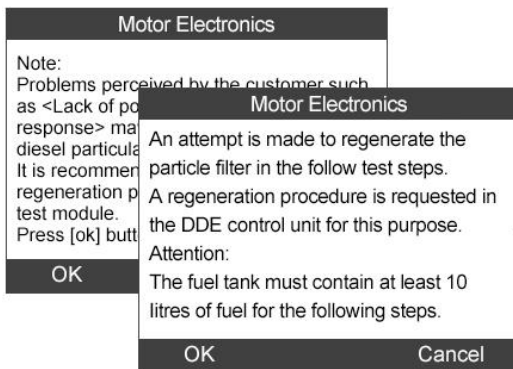 Motor Electronics
Note:
Problems perceived by the customer such
as <Lack of po
response> ma
diesel particula
It is recommen
regeneration p
test module.
Press [ok] butt
OK
Motor Electronics
An attempt is made to regenerate the
particle filter in the follow test steps.
A regeneration procedure is requested in
the DDE control unit for this purpose.
Attention:
The fuel tank must contain at least 10
litres of fuel for the following steps.
OK Cancel